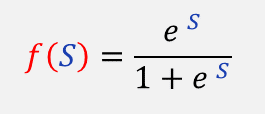 f(S) = e^S / (1 + e^S)